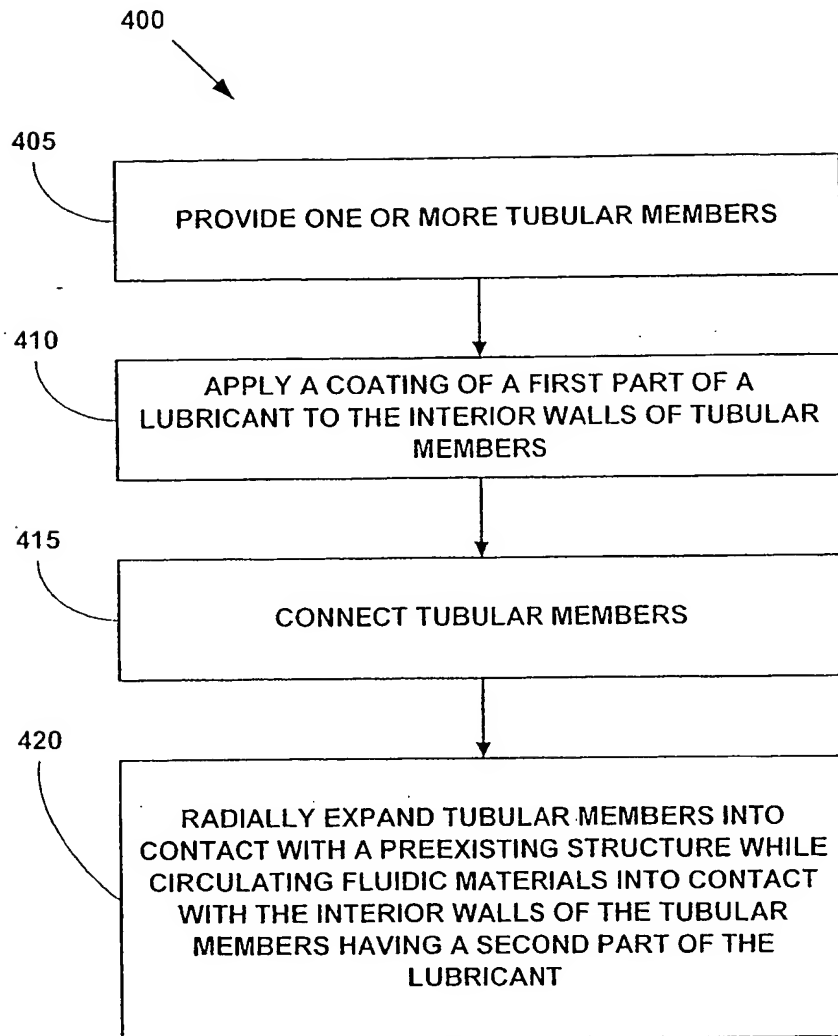 400
405
PROVIDE ONE OR MORE TUBULAR MEMBERS
410
APPLY A COATING OF A FIRST PART OF A
LUBRICANT TO THE INTERIOR WALLS OF TUBULAR
MEMBERS
415
CONNECT TUBULAR MEMBERS
420
RADIALLY EXPAND TUBULAR MEMBERS INTO
CONTACT WITH A PREEXISTING STRUCTURE WHILE
CIRCULATING FLUIDIC MATERIALS INTO CONTACT
WITH THE INTERIOR WALLS OF THE TUBULAR
MEMBERS HAVING A SECOND PART OF THE
LUBRICANT